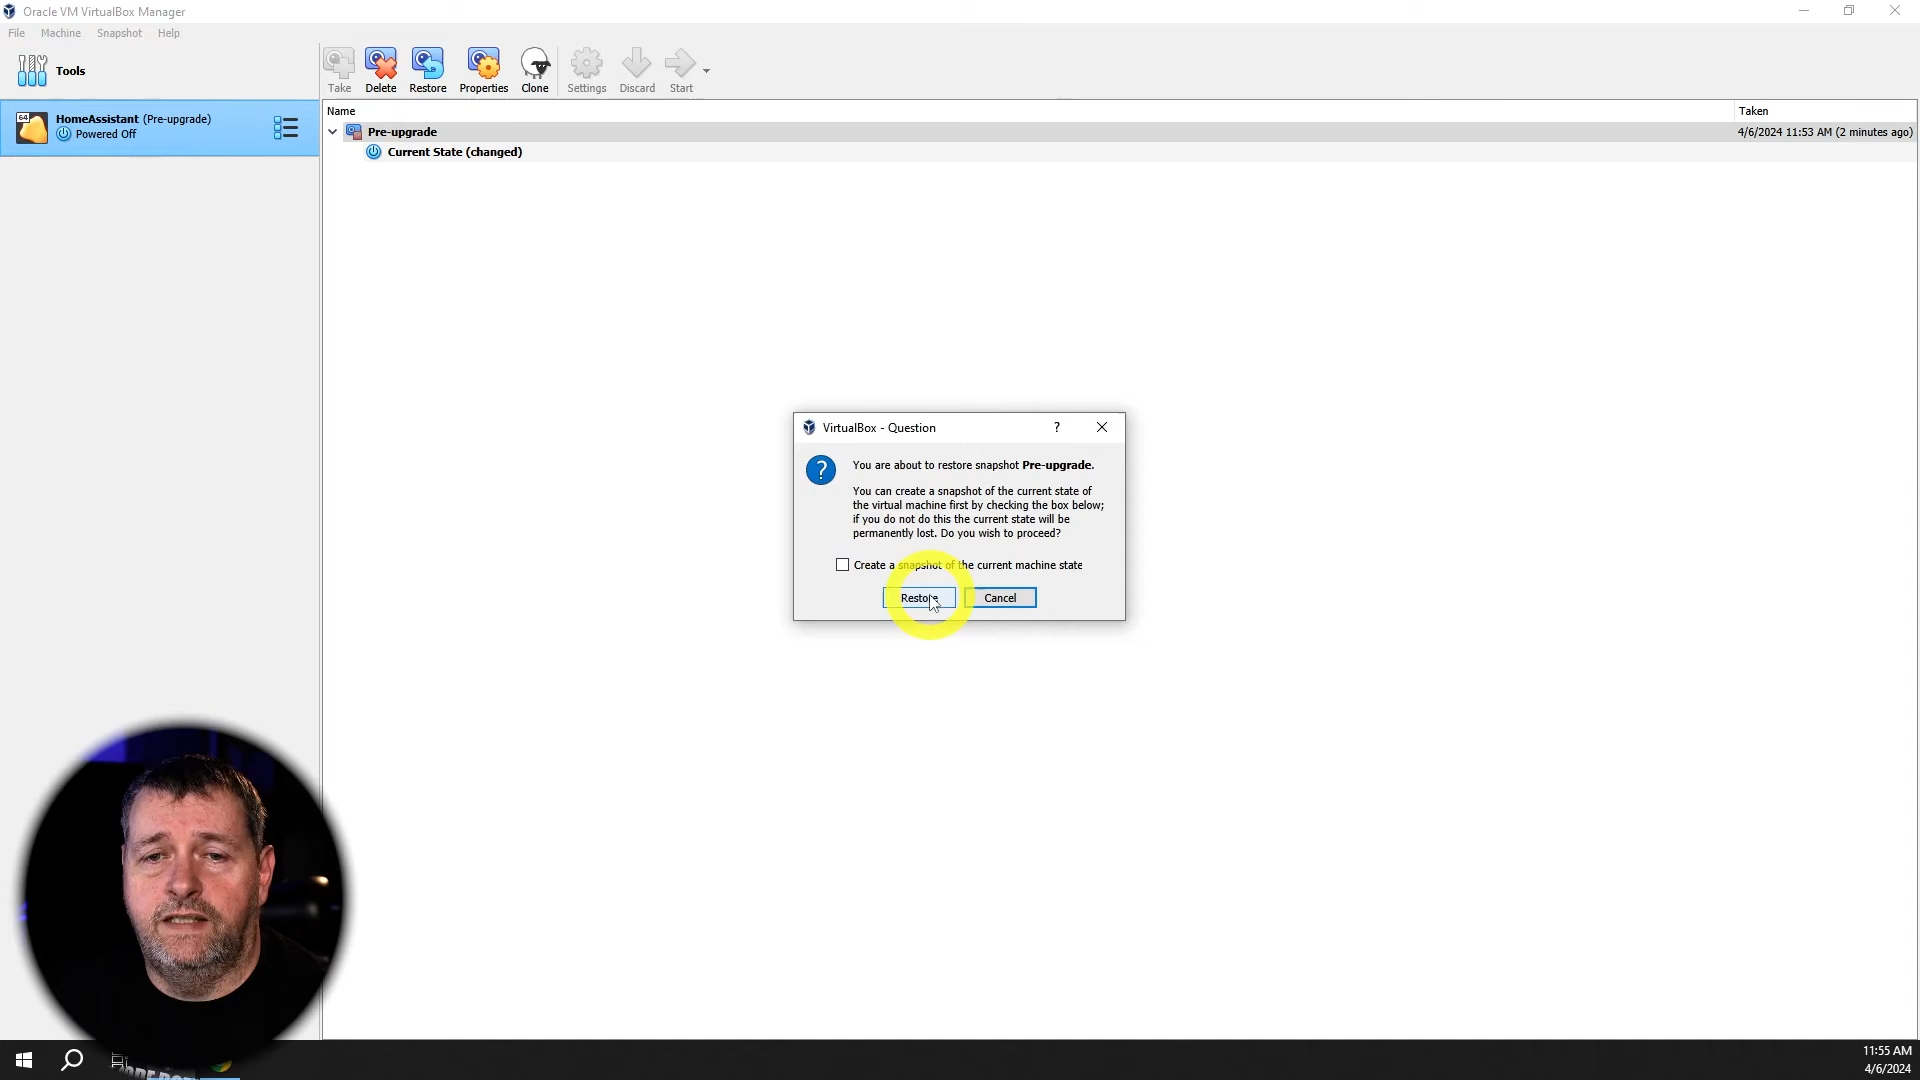 Oracle VM VirtualBox Manager
File Machine Snapshot Help
Tools
Take Delete Restore Properties Clone Settings Discard Start
64
HomeAssistant (Pre-upgrade)
Powered Off
Name Taken
Pre-upgrade 4/6/2024 11:53 AM (2 minutes ago)
Current State (changed)
VirtualBox - Question
You are about to restore snapshot Pre-upgrade.
You can create a snapshot of the current state of
the virtual machine first by checking the box below;
if you do not do this the current state will be
permanently lost. Do you wish to proceed?
Create a snapshot of the current machine state
Restore Cancel
11:55 AM
4/6/2024